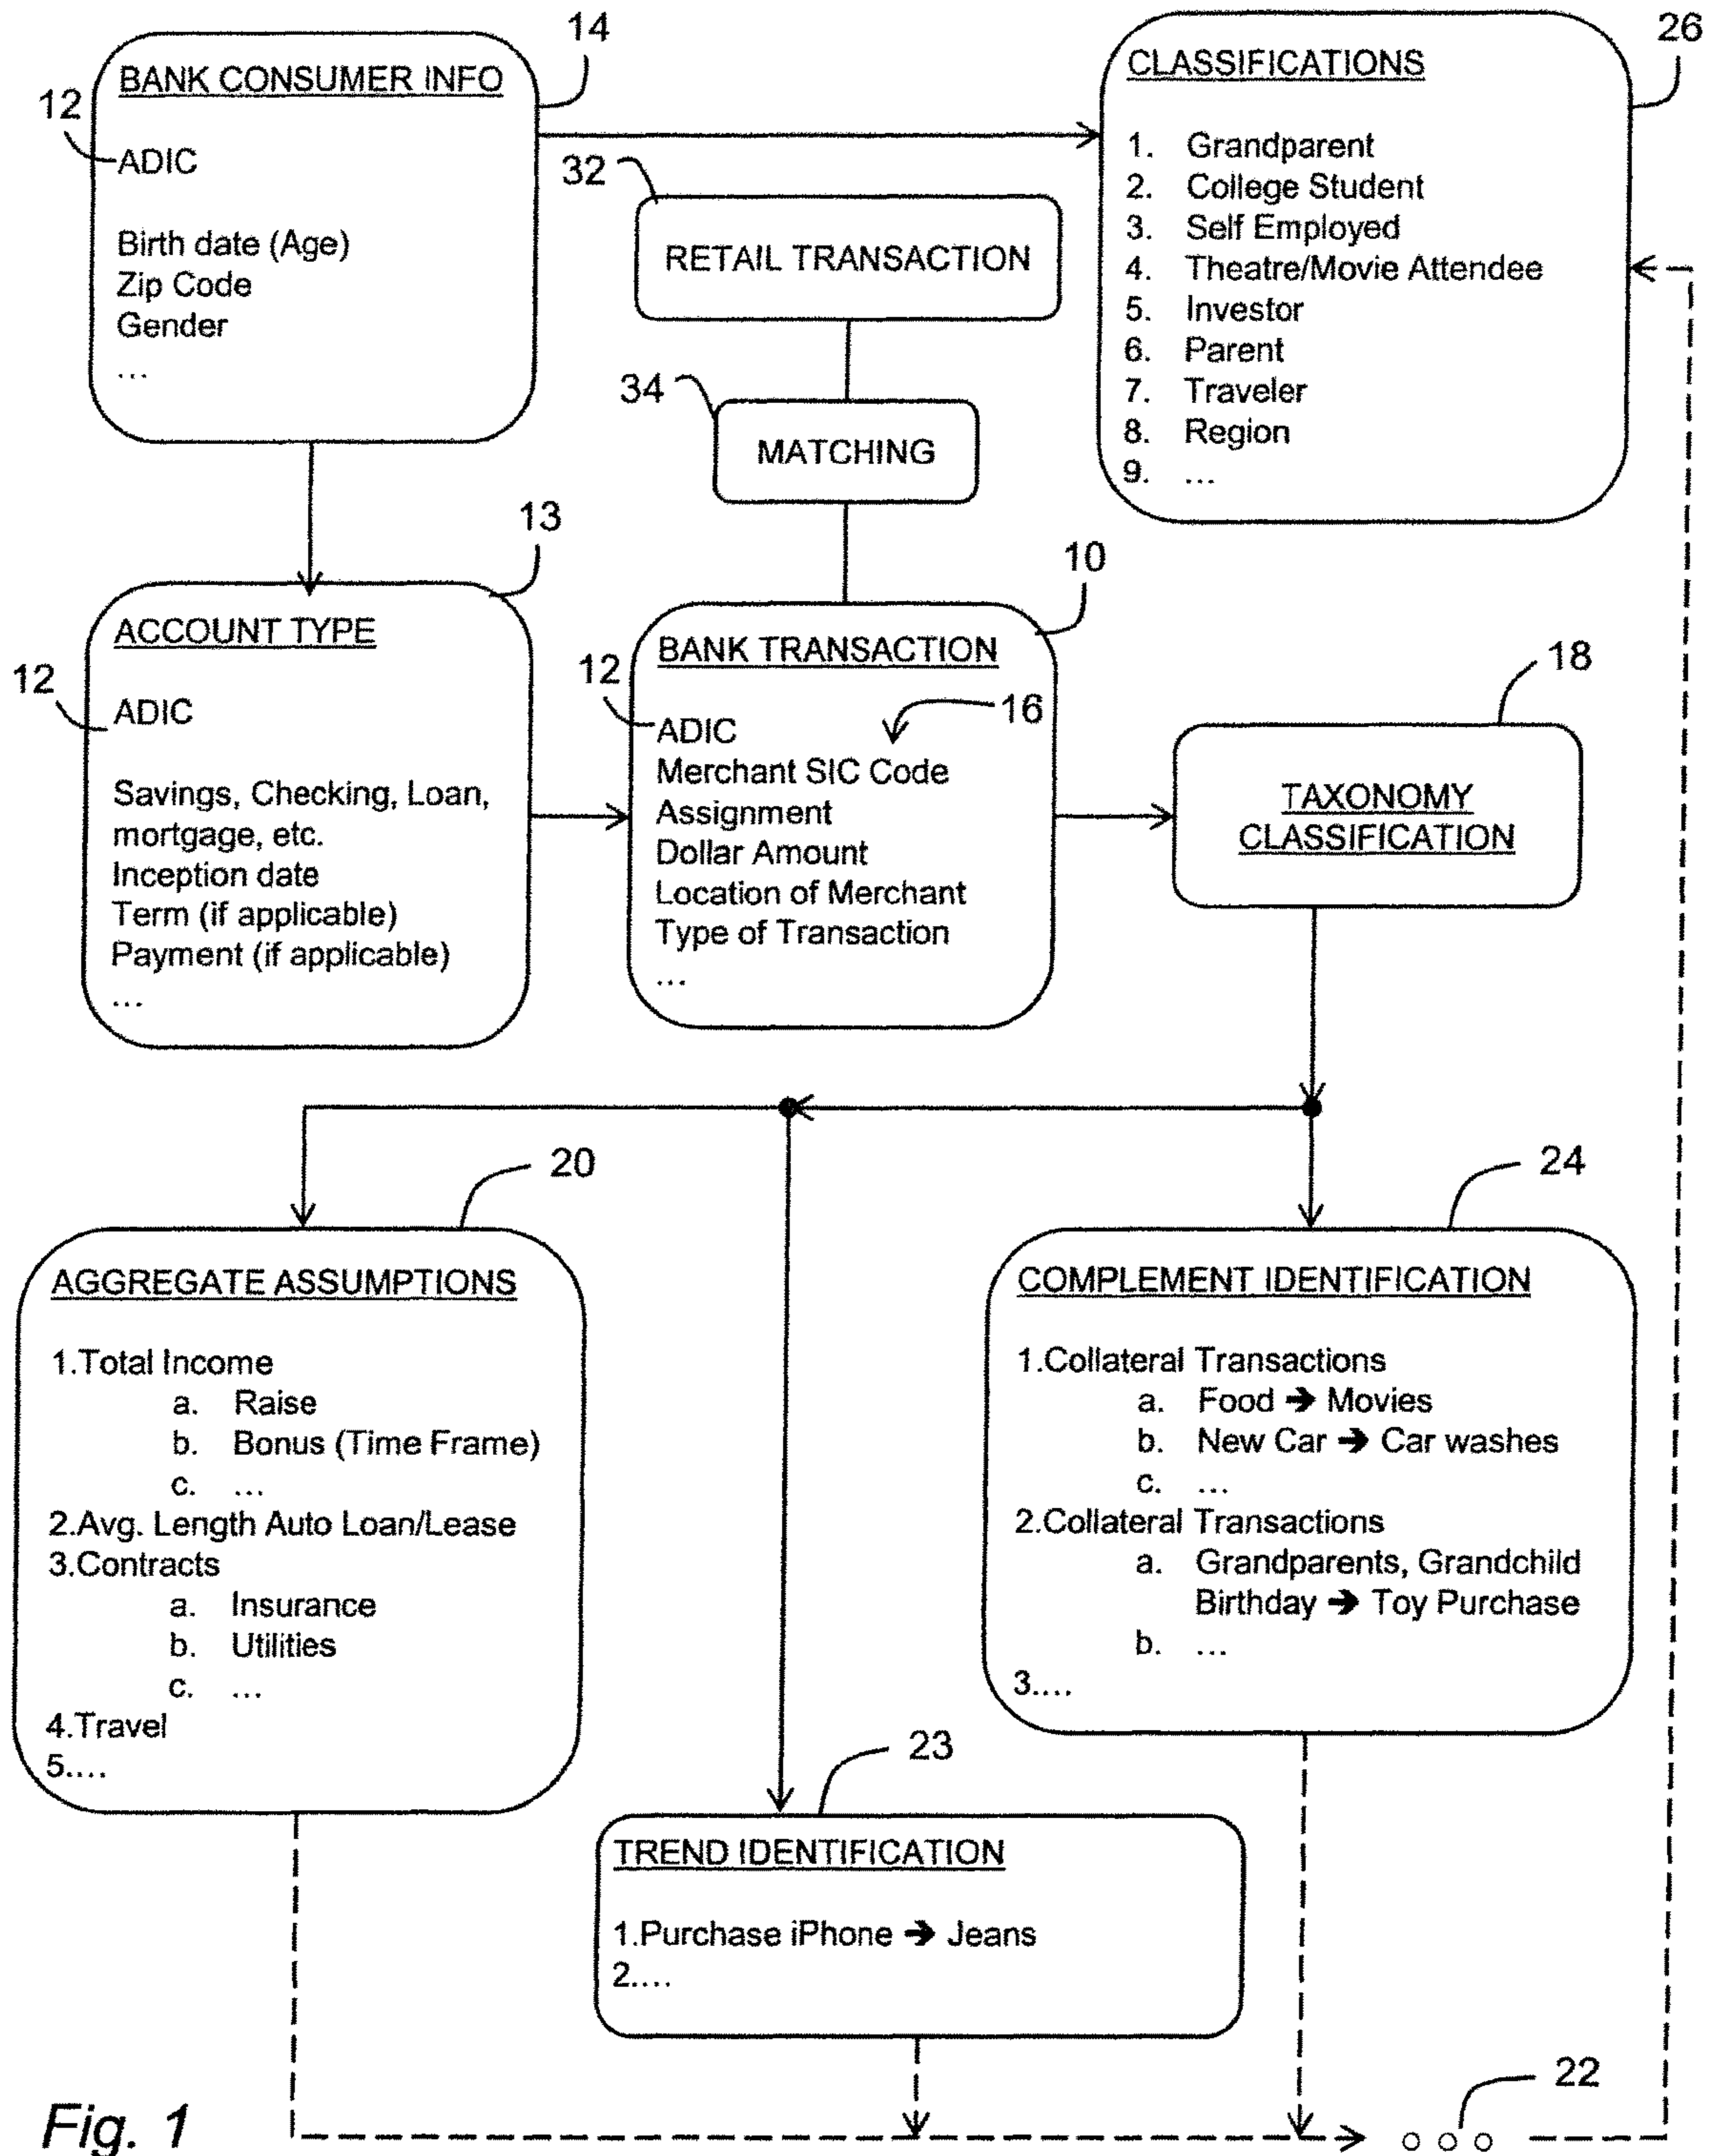 14
BANK CONSUMER INFO
12
ADIC
Birth date (Age)
Zip Code
Gender
...
32
RETAIL TRANSACTION
34
MATCHING
26
CLASSIFICATIONS
1. Grandparent
2. College Student
3. Self Employed
4. Theatre/Movie Attendee
5. Investor
6. Parent
7. Traveler
8. Region
9. ...
13
ACCOUNT TYPE
12
ADIC
Savings, Checking, Loan,
mortgage, etc.
Inception date
Term (if applicable)
Payment (if applicable)
...
10
BANK TRANSACTION
12
16
ADIC
Merchant SIC Code
Assignment
Dollar Amount
Location of Merchant
Type of Transaction
...
18
TAXONOMY
CLASSIFICATION
20
AGGREGATE ASSUMPTIONS
1.Total Income
a. Raise
b. Bonus (Time Frame)
c. ...
2.Avg. Length Auto Loan/Lease
3.Contracts
a. Insurance
b. Utilities
c. ...
4.Travel
5....
24
COMPLEMENT IDENTIFICATION
1.Collateral Transactions
a. Food ➔ Movies
b. New Car ➔ Car washes
c. ...
2.Collateral Transactions
a. Grandparents, Grandchild
Birthday ➔ Toy Purchase
b. ...
3....
23
TREND IDENTIFICATION
1.Purchase iPhone ➔ Jeans
2....
22
Fig. 1